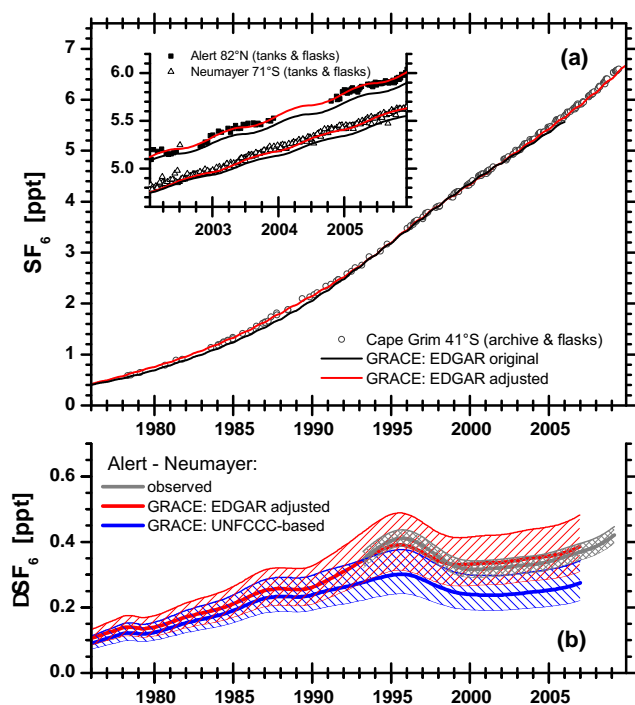 (a)
7
6
5
4
3
2
1
0
SF6 [ppt]
Alert 82°N (tanks & flasks)
Neumayer 71°S (tanks & flasks)
6.0
5.5
5.0
2003 2004 2005
Cape Grim 41°S (archive & flasks)
GRACE: EDGAR original
GRACE: EDGAR adjusted
1980 1985 1990 1995 2000 2005
0.6
0.4
0.2
0.0
DSF6 [ppt]
Alert - Neumayer:
observed
GRACE: EDGAR adjusted
GRACE: UNFCCC-based
(b)
1980 1985 1990 1995 2000 2005